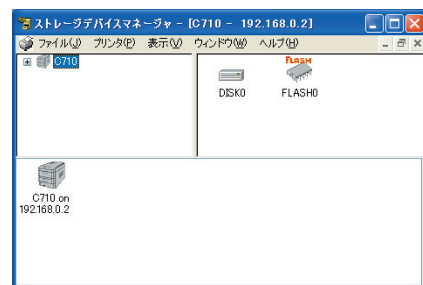 ストレージデバイスマネージャ - [C710 - 192.168.0.2]
ファイル(J) プリンタ(P) 表示(V) ウィンドウ(W) ヘルプ(H)
C710
FLASH
DISK0 FLASH0
C710 on
192.168.0.2